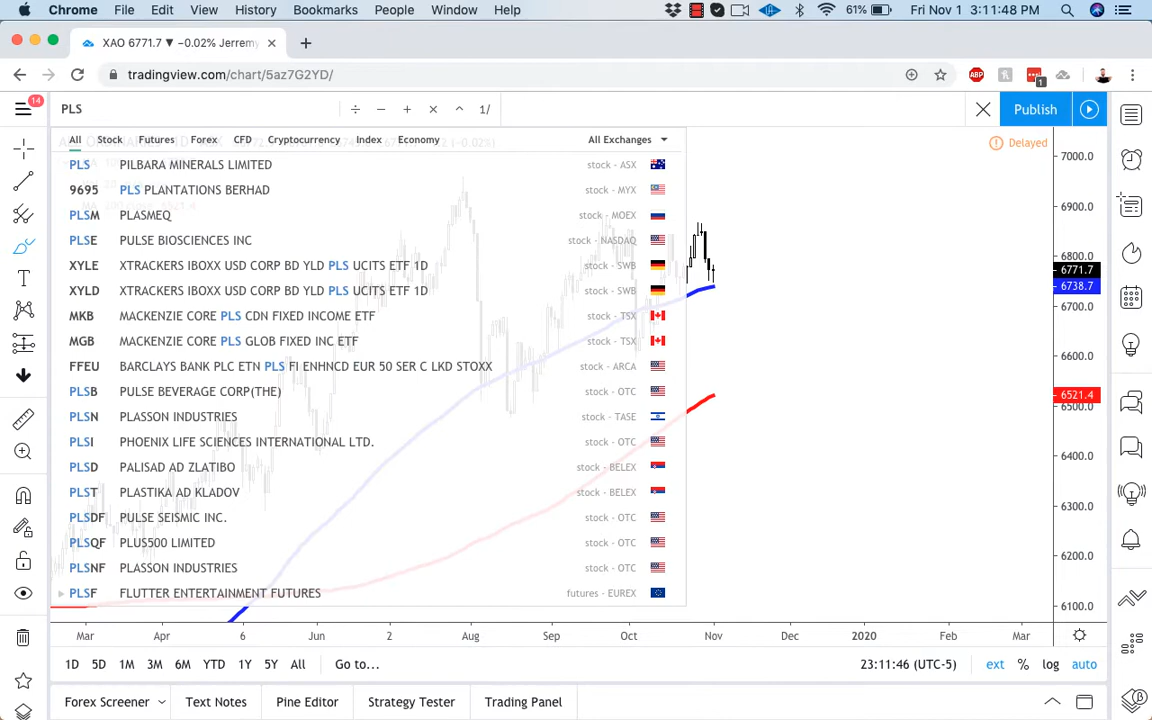 Chrome File Edit View History Bookmarks People Window Help 61% Fri Nov 1 3:11:48 PM
XAO 6771.7 ▼ −0.02% Jerremy
tradingview.com/chart/5az7G2YD/
14
PLS ÷ − + × 1/ Publish
All Stock Futures Forex CFD Cryptocurrency Index Economy All Exchanges
Delayed
PLS PILBARA MINERALS LIMITED stock - ASX
9695 PLS PLANTATIONS BERHAD stock - MYX
PLSM PLASMEQ stock - MOEX
PLSE PULSE BIOSCIENCES INC stock - NASDAQ
XYLE XTRACKERS IBOXX USD CORP BD YLD PLS UCITS ETF 1D stock - SWB
XYLD XTRACKERS IBOXX USD CORP BD YLD PLS UCITS ETF 1D stock - SWB
MKB MACKENZIE CORE PLS CDN FIXED INCOME ETF stock - TSX
MGB MACKENZIE CORE PLS GLOB FIXED INC ETF stock - TSX
FFEU BARCLAYS BANK PLC ETN PLS FI ENHNCD EUR 50 SER C LKD STOXX stock - ARCA
PLSB PULSE BEVERAGE CORP(THE) stock - OTC
PLSN PLASSON INDUSTRIES stock - TASE
PLSI PHOENIX LIFE SCIENCES INTERNATIONAL LTD. stock - OTC
PLSD PALISAD AD ZLATIBO stock - BELEX
PLST PLASTIKA AD KLADOV stock - BELEX
PLSDF PULSE SEISMIC INC. stock - OTC
PLSQF PLUS500 LIMITED stock - OTC
PLSNF PLASSON INDUSTRIES stock - OTC
PLSF FLUTTER ENTERTAINMENT FUTURES futures - EUREX
7000.0
6900.0
6800.0
6771.7
6738.7
6700.0
6600.0
6521.4
6500.0
6400.0
6300.0
6200.0
6100.0
Mar Apr 6 Jun 2 Aug Sep Oct Nov Dec 2020 Feb Mar
1D 5D 1M 3M 6M YTD 1Y 5Y All Go to... 23:11:46 (UTC-5) ext % log auto
Forex Screener Text Notes Pine Editor Strategy Tester Trading Panel